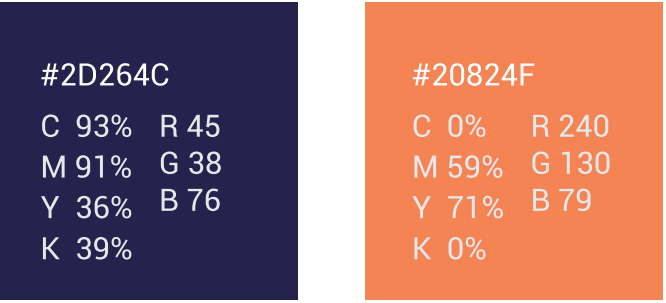 #2D264C
C 93% R 45
M 91% G 38
Y 36% B 76
K 39%
#20824F
C 0% R 240
M 59% G 130
Y 71% B 79
K 0%